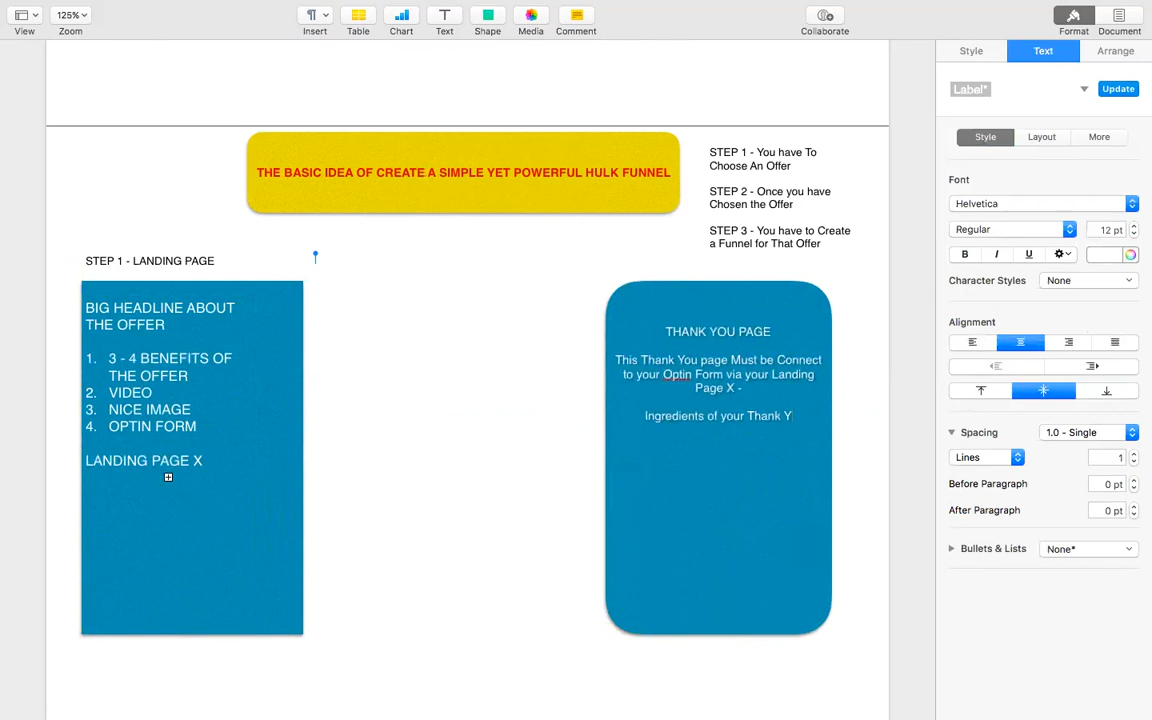 125%
View
Zoom
Insert
Table
Chart
Text
Shape
Media
Comment
Collaborate
Format
Document
Style
Text
Arrange
Label*
Update
Style
Layout
More
Font
Helvetica
Regular
12 pt
B I U
Character Styles
None
Alignment
Spacing
1.0 - Single
Lines
1
Before Paragraph
0 pt
After Paragraph
0 pt
Bullets & Lists
None*
THE BASIC IDEA OF CREATE A SIMPLE YET POWERFUL HULK FUNNEL
STEP 1 - You have To
Choose An Offer
STEP 2 - Once you have
Chosen the Offer
STEP 3 - You have to Create
a Funnel for That Offer
STEP 1 - LANDING PAGE
BIG HEADLINE ABOUT
THE OFFER
1. 3 - 4 BENEFITS OF
THE OFFER
2. VIDEO
3. NICE IMAGE
4. OPTIN FORM
LANDING PAGE X
THANK YOU PAGE
This Thank You page Must be Connect
to your Optin Form via your Landing
Page X -
Ingredients of your Thank Y